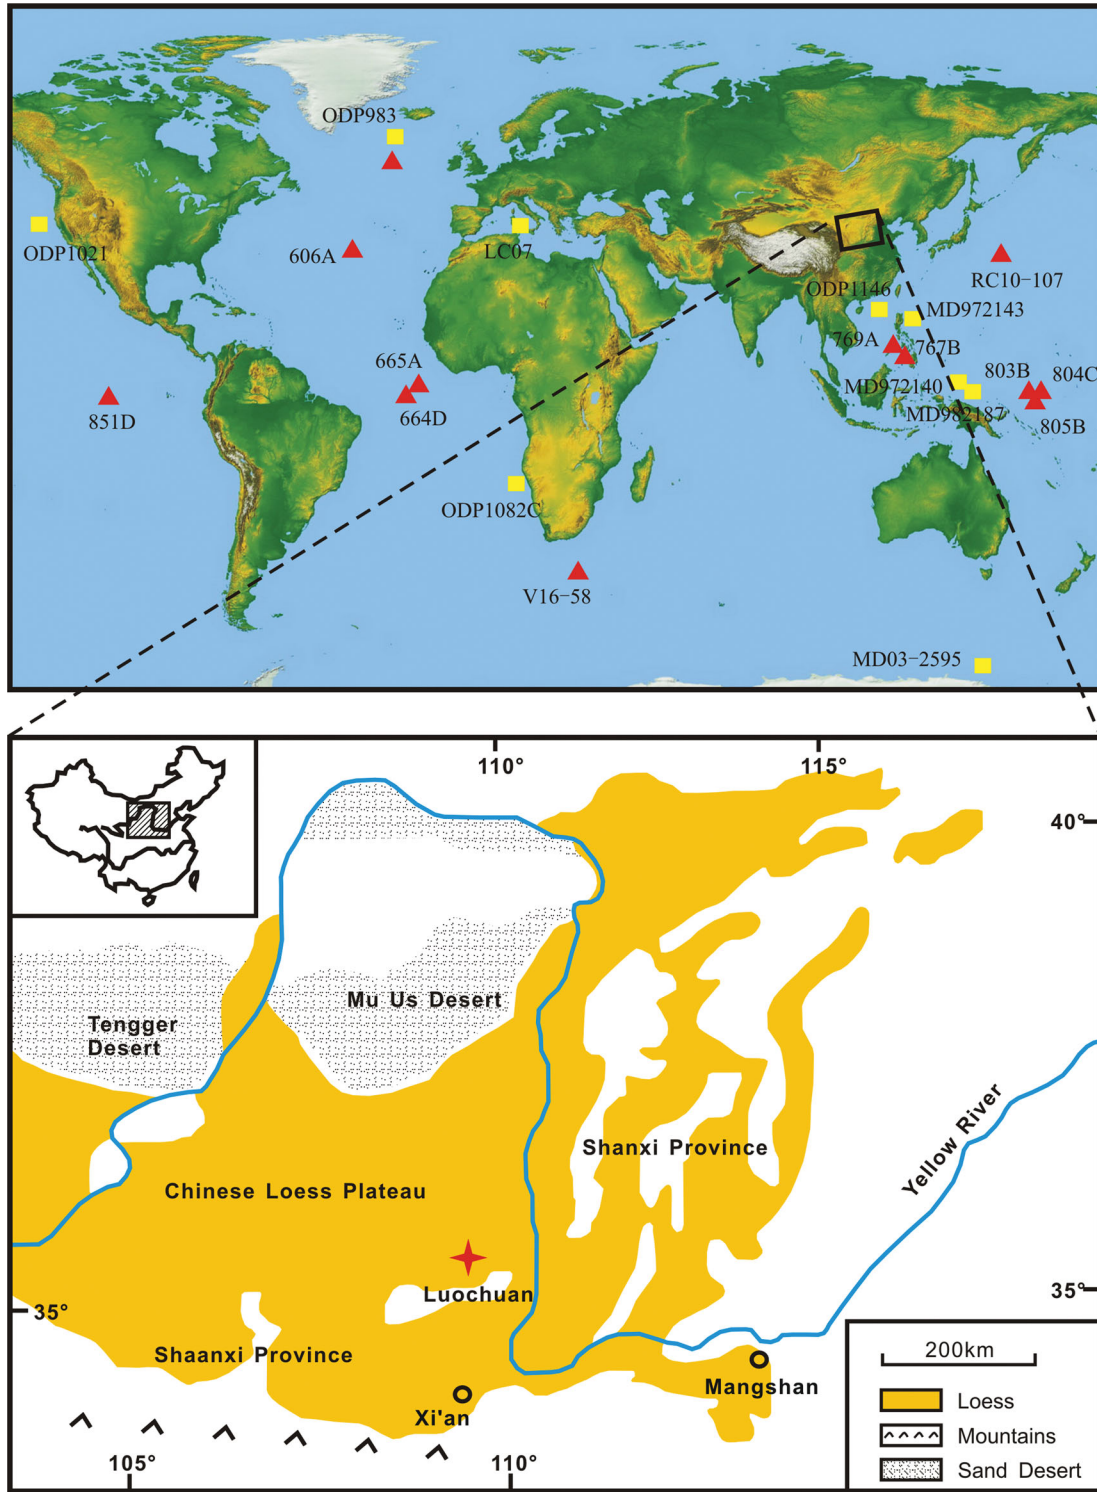 ODP983
ODP1021
606A
LC07
RC10-107
ODP1146
MD972143
769A
767B
665A
803B
804C
MD972140
851D
664D
MD982187
805B
ODP1082C
V16-58
MD03-2595
110°
115°
40°
Mu Us Desert
Tengger
Desert
Shanxi Province
Yellow River
Chinese Loess Plateau
Luochuan
35°
35°
200km
Shaanxi Province
Mangshan
Loess
Xi'an
Mountains
105°
110°
Sand Desert